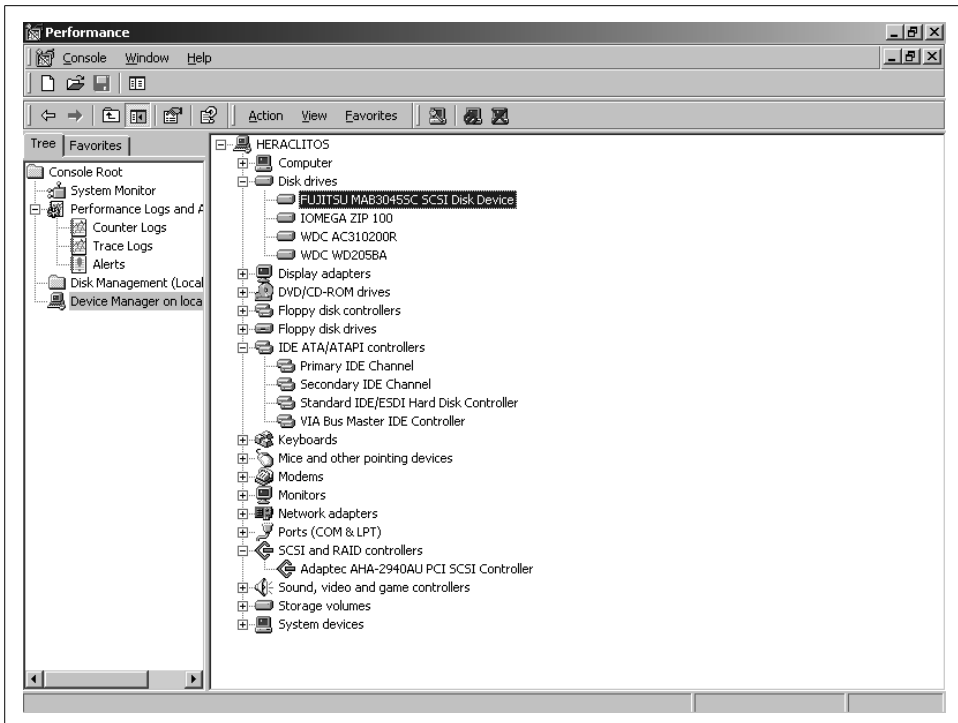 Performance
Console Window Help
Action View Favorites
Tree Favorites
Console Root
System Monitor
Performance Logs and A
Counter Logs
Trace Logs
Alerts
Disk Management (Local
Device Manager on loca
HERACLITOS
Computer
Disk drives
FUJITSU MAB3045SC SCSI Disk Device
IOMEGA ZIP 100
WDC AC310200R
WDC WD205BA
Display adapters
DVD/CD-ROM drives
Floppy disk controllers
Floppy disk drives
IDE ATA/ATAPI controllers
Primary IDE Channel
Secondary IDE Channel
Standard IDE/ESDI Hard Disk Controller
VIA Bus Master IDE Controller
Keyboards
Mice and other pointing devices
Modems
Monitors
Network adapters
Ports (COM & LPT)
SCSI and RAID controllers
Adaptec AHA-2940AU PCI SCSI Controller
Sound, video and game controllers
Storage volumes
System devices